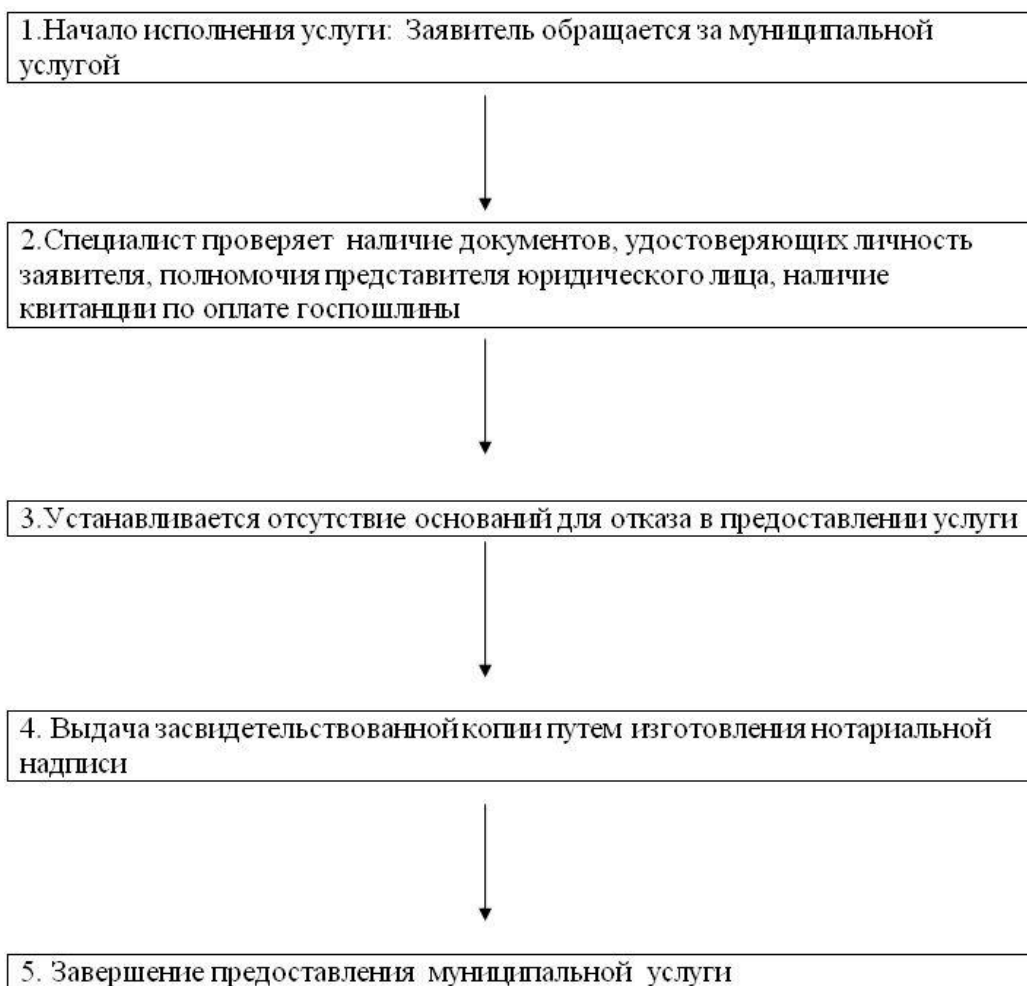 1.Начало исполнения услуги:  Заявитель обращается за муниципальной
услугой
2.Специалист проверяет  наличие документов, удостоверяющих личность
заявителя, полномочия представителя юридического лица, наличие
квитанции по оплате госпошлины
3.Устанавливается отсутствие оснований для отказа в предоставлении услуги
4. Выдача засвидетельствованной копии путем изготовления нотариальной
надписи
5. Завершение предоставления  муниципальной  услуги